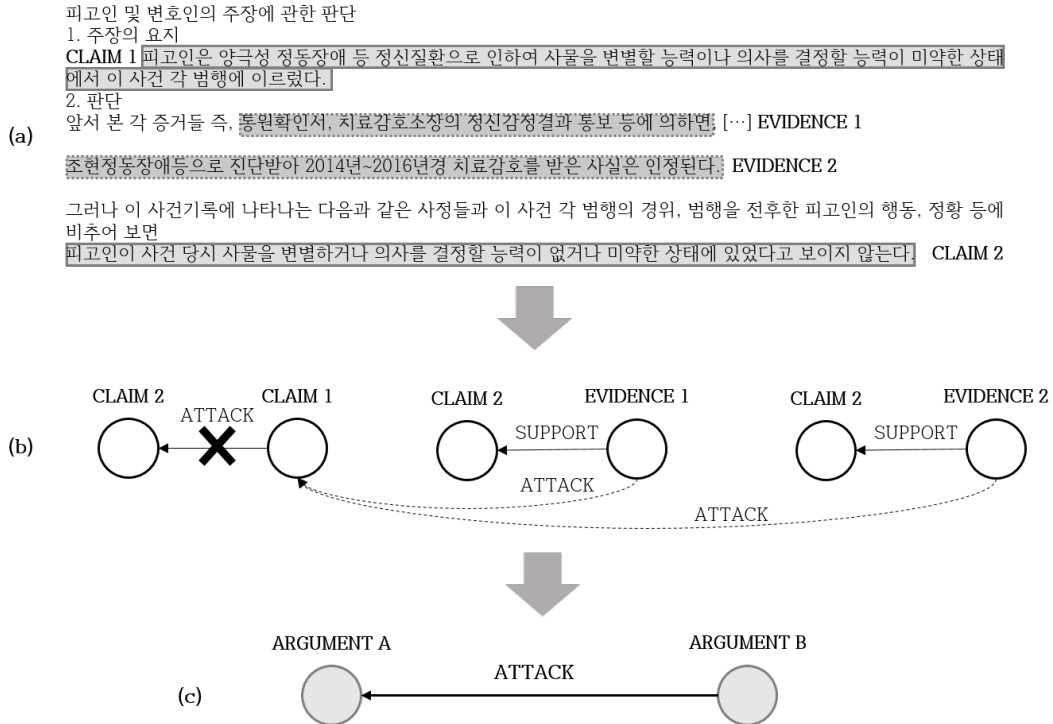 피고인 및 변호인의 주장에 관한 판단
1. 주장의 요지
CLAIM 1 피고인은 양극성 정동장애 등 정신질환으로 인하여 사물을 변별할 능력이나 의사를 결정할 능력이 미약한 상태
에서 이 사건 각 범행에 이르렀다.
2. 판단
앞서 본 각 증거들 즉, 통원확인서, 치료감호소장의 정신감정결과 통보 등에 의하면, […] EVIDENCE 1
(a)
조현정동장애등으로 진단받아 2014년~2016년경 치료감호를 받은 사실은 인정된다. EVIDENCE 2
그러나 이 사건기록에 나타나는 다음과 같은 사정들과 이 사건 각 범행의 경위, 범행을 전후한 피고인의 행동, 정황 등에
비추어 보면
피고인이 사건 당시 사물을 변별하거나 의사를 결정할 능력이 없거나 미약한 상태에 있었다고 보이지 않는다. CLAIM 2
CLAIM 2 CLAIM 1 CLAIM 2 EVIDENCE 1 CLAIM 2 EVIDENCE 2
ATTACK
SUPPORT SUPPORT
(b)
ATTACK
ATTACK
ARGUMENT A ARGUMENT B
ATTACK
(c)